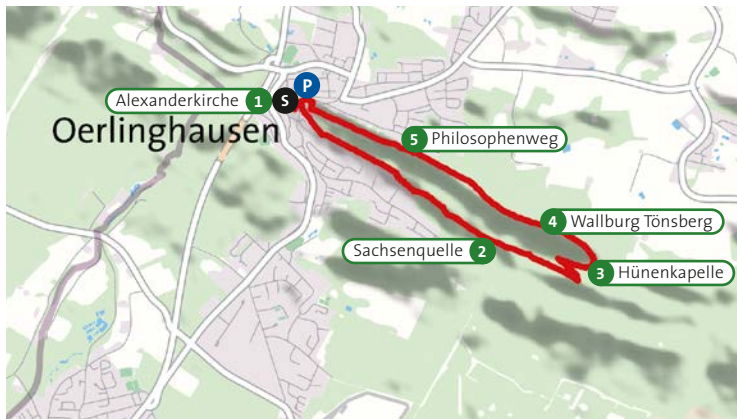 P
Alexanderkirche 1 S
Oerlinghausen
5 Philosophenweg
4 Wallburg Tönsberg
Sachsenquelle 2
3 Hünenkapelle